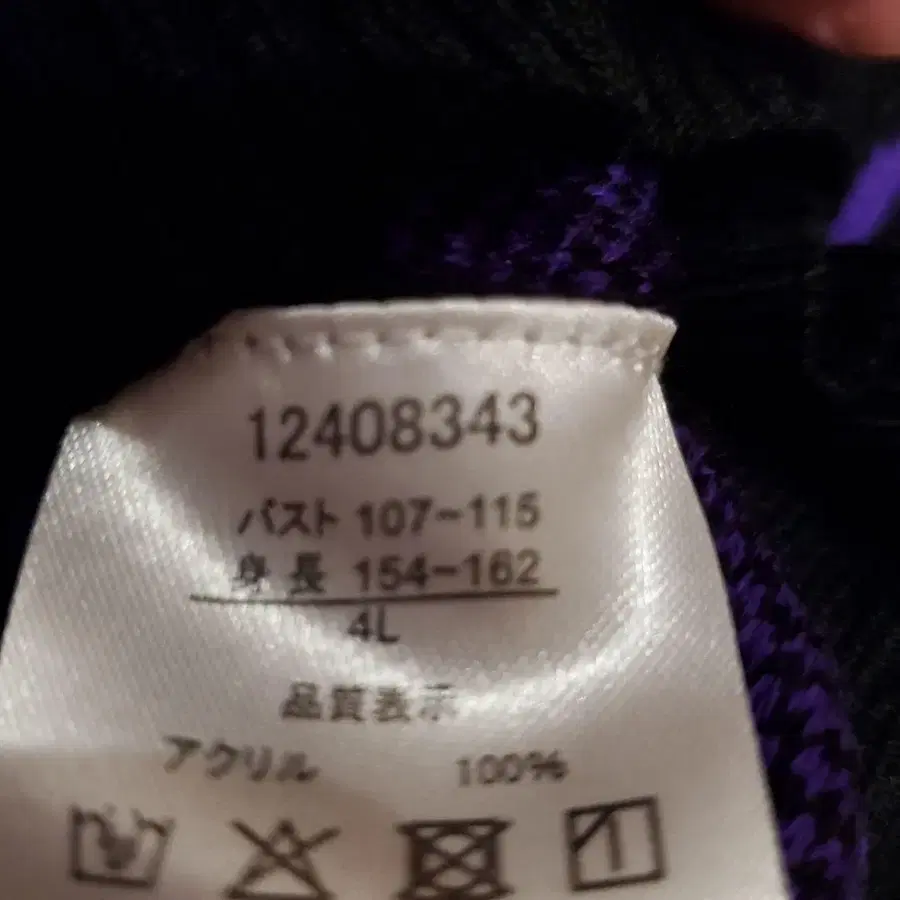 12408343
バスト 107-115
身長 154-162
4L
品質表示
アクリル 100%